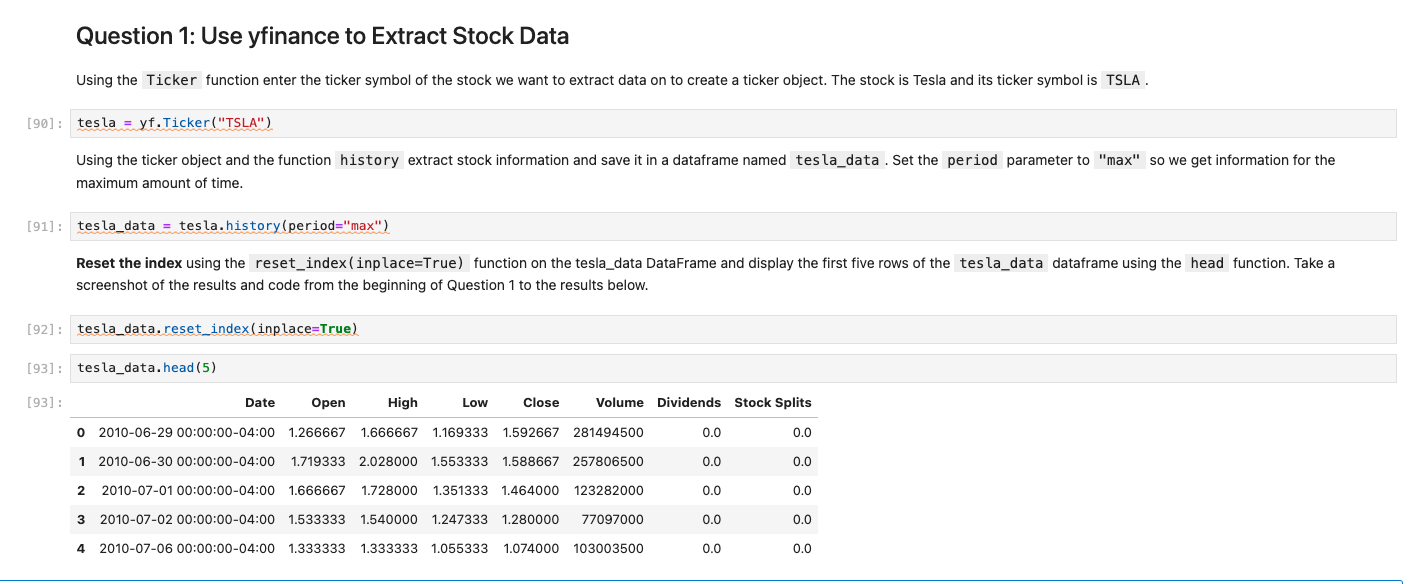 Question 1: Use yfinance to Extract Stock Data
Using the Ticker function enter the ticker symbol of the stock we want to extract data on to create a ticker object. The stock is Tesla and its ticker symbol is TSLA .
[90]: tesla = yf.Ticker("TSLA")
Using the ticker object and the function history extract stock information and save it in a dataframe named tesla_data . Set the period parameter to "max" so we get information for the
maximum amount of time.
[91]: tesla_data = tesla.history(period="max")
Reset the index using the reset_index(inplace=True) function on the tesla_data DataFrame and display the first five rows of the tesla_data dataframe using the head function. Take a
screenshot of the results and code from the beginning of Question 1 to the results below.
[92]: tesla_data.reset_index(inplace=True)
[93]: tesla_data.head(5)
[93]: Date Open High Low Close Volume Dividends Stock Splits
0 2010-06-29 00:00:00-04:00 1.266667 1.666667 1.169333 1.592667 281494500 0.0 0.0
1 2010-06-30 00:00:00-04:00 1.719333 2.028000 1.553333 1.588667 257806500 0.0 0.0
2 2010-07-01 00:00:00-04:00 1.666667 1.728000 1.351333 1.464000 123282000 0.0 0.0
3 2010-07-02 00:00:00-04:00 1.533333 1.540000 1.247333 1.280000 77097000 0.0 0.0
4 2010-07-06 00:00:00-04:00 1.333333 1.333333 1.055333 1.074000 103003500 0.0 0.0